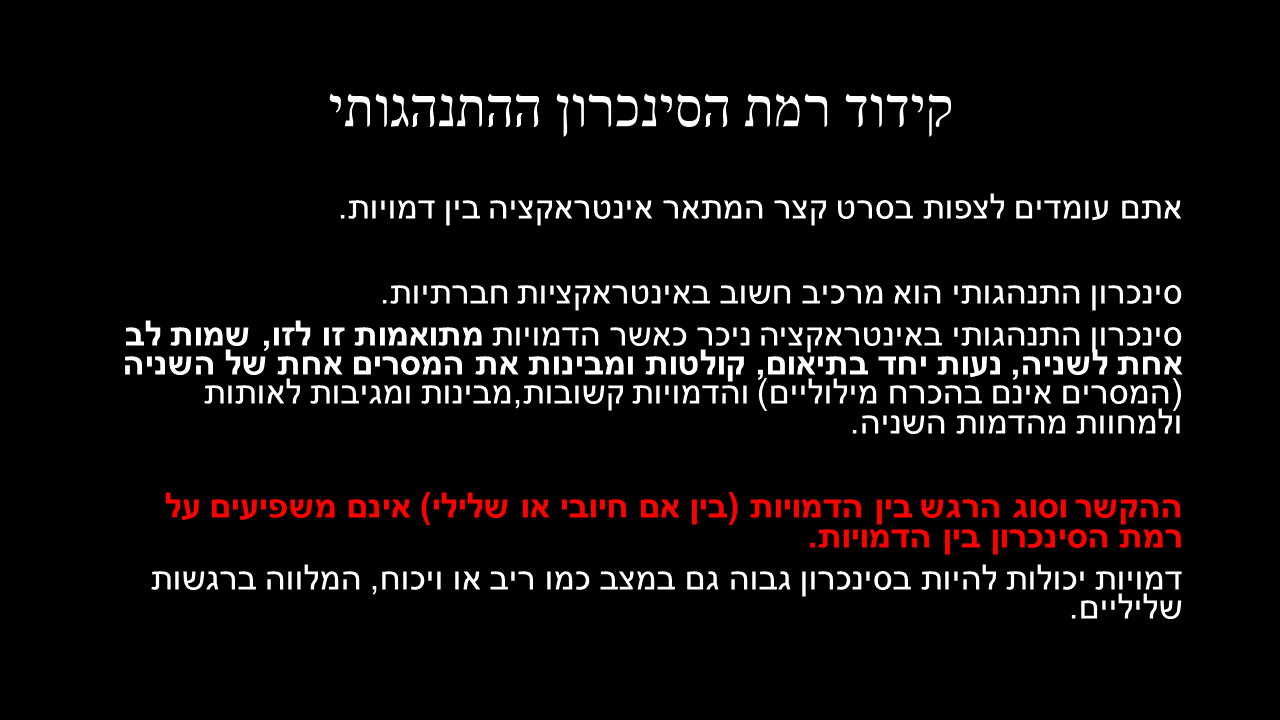 קידוד רמת הסינכרון ההתנהגותי
אתם עומדים לצפות בסרט קצר המתאר אינטראקציה בין דמויות.
סינכרון התנהגותי הוא מרכיב חשוב באינטראקציות חברתיות.
סינכרון התנהגותי באינטראקציה ניכר כאשר הדמויות מתואמות זו לזו, שמות לב
אחת לשניה, נעות יחד בתיאום, קולטות ומבינות את המסרים אחת של השניה
(המסרים אינם בהכרח מילוליים) והדמויות קשובות,מבינות ומגיבות לאותות
ולמחוות מהדמות השניה.
ההקשר וסוג הרגש בין הדמויות (בין אם חיובי או שלילי) אינם משפיעים על
רמת הסינכרון בין הדמויות.
דמויות יכולות להיות בסינכרון גבוה גם במצב כמו ריב או ויכוח, המלווה ברגשות
שליליים.